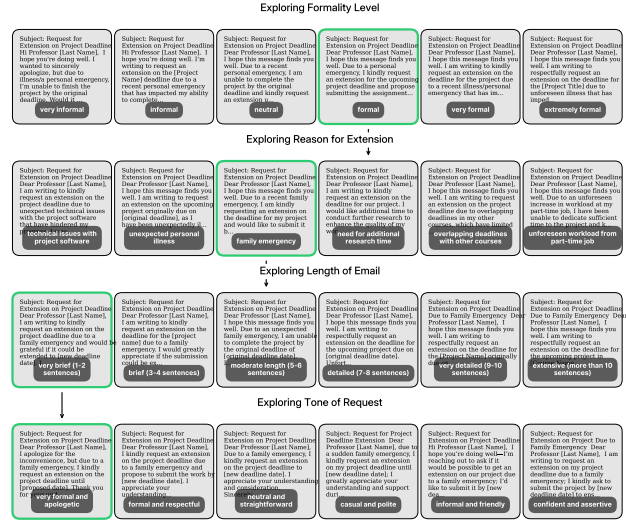 Exploring Formality Level
Subject: Request for
Extension on Project Deadline
Hi Professor [Last Name], I
hope you're doing well. I
wanted to sincerely
apologize, but due to
illness/personal emergency,
I'm unable to finish the
project by the original
deadline. Would it
very informal
Subject: Request for
Extension on Project Deadline
Hi Professor [Last Name], I
hope you're doing well. I'm
writing to request an
extension on the [Project
Name] deadline due to a
recent personal emergency
that has impacted my ability
to complete...
informal
Subject: Request for
Extension on Project Deadline
Dear Professor [Last Name],
I hope this message finds you
well. Due to a recent
personal emergency, I am
unable to complete the
project by the original
deadline and kindly request
an extension u...
neutral
Subject: Request for
Extension on Project Deadline
Dear Professor [Last Name],
I hope this message finds you
well. Due to a personal
emergency, I kindly request
an extension for the
upcoming project deadline
and propose
submitting the assignment...
formal
Subject: Request for
Extension on Project Deadline
Dear Professor [Last Name],
I hope this message finds you
well. I am writing to
request an extension on the
deadline for the project due
to a recent illness/personal
emergency that has im...
very formal
Subject: Request for
Extension on Project Deadline
Dear Professor [Last Name],
I hope this message finds you
well. I am writing to
respectfully request an
extension on the deadline for
the [Project Title] due to
unforeseen illness that has
imped...
extremely formal
Exploring Reason for Extension
Subject: Request for
Extension on Project Deadline
Dear Professor [Last Name],
I am writing to kindly
request an extension on the
project deadline due to
unexpected technical issues
with the project software
that have hindered my
technical issues with
project software
Subject: Request for
Extension on Project Deadline
Dear Professor [Last Name],
I hope this message finds you
well. I am writing to request
an extension on the upcoming
project originally due on
[original deadline], as I
have been unexpectedly
unexpected personal
illness
Subject: Request for
Extension on Project Deadline
Dear Professor [Last Name],
I hope this message finds you
well. Due to a recent family
emergency, I am kindly
requesting an extension on
the deadline for my project
and would like to submit it
b...
family emergency
Subject: Request for
Extension on Project Deadline
Dear Professor [Last Name],
I am writing to kindly
request an extension on the
deadline for our project. I
would like additional time to
conduct further research to
enhance the quality of my
need for additional
research time
Subject: Request for
Extension on Project Deadline
Dear Professor [Last Name],
I hope this message finds you
well. I am writing to
request an extension on the
project deadline due to
overlapping deadlines
in my other
courses, which have limited
overlapping deadlines
with other courses
Subject: Request for
Extension on Project Deadline
Dear Professor [Last Name],
I hope this message finds you
well. Due to an unforeseen
increase in workload at my
part-time job, I have been
unable to dedicate sufficient
time to the project and
unforeseen workload from
part-time job
Exploring Length of Email
Subject: Request for
Extension on Project Deadline
Dear Professor [Last Name],
I am writing to kindly
request an extension on the
project deadline due to a
family emergency and would be
grateful if it could be
extended to [new deadline
very brief (1-2
sentences)
Subject: Request for
Extension on Project Deadline
Dear Professor [Last Name],
I am writing to kindly
request an extension on the
deadline for the [project
name] due to a family
emergency. I would greatly
appreciate if the submission
could be
brief (3-4 sentences)
Subject: Request for
Extension on Project Deadline
Dear Professor [Last Name],
I hope this message finds you
well. Due to an unexpected
family emergency, I am unable
to complete the project by
the original deadline of
[original deadline]
moderate length (5-6
sentences)
Subject: Request for
Extension on Project Deadline
Dear Professor [Last Name],
I hope this message finds you
well. I am writing to
respectfully request an
extension for the
upcoming project due on
[original deadline].
detailed (7-8 sentences)
Subject: Request for Extension
Due to Family Emergency Dear
Professor [Last Name],
I hope this message finds you
well. I am writing to
respectfully request an
extension on the deadline for
the [Project Name] originally
very detailed (9-10
sentences)
Subject: Request for Extension
Due to Family Emergency
Professor [Last Name], I
hope this message finds you
well. I am writing to
respectfully request an
extension on the deadline
for the
upcoming project in
extensive (more than 10
sentences)
Exploring Tone of Request
Subject: Request for
Extension on Project Deadline
Dear Professor [Last Name],
I apologize for the
inconvenience, but due to a
family emergency, I kindly
request an extension on the
project deadline until
[proposed date]. Thank you
for
very formal and
apologetic
Subject: Request for
Extension on Project Deadline
Dear Professor [Last Name],
I kindly request an extension
on the project deadline due
to a family emergency and
propose to submit the work by
[new deadline date]. I
appreciate your
understanding
formal and respectful
Subject: Request for
Extension on Project Deadline
Dear Professor [Last Name],
Due to a family emergency, I
kindly request an extension
on the project deadline to
[new deadline date]. I
appreciate your understanding
and consideration.
Sincerely
neutral and
straightforward
Subject: Request for
Extension on Project
Deadline Dear
Professor [Last Name], due to
a sudden family emergency, I
kindly request an extension
on my project deadline until
[new deadline date]. I
greatly appreciate your
understanding and support
duri...
casual and polite
Subject: Request for
Extension on Project Deadline
Hi Professor [Last Name], I
hope you're doing well—I'm
reaching out to ask if it
would be possible to get an
extension on our project due
to a family emergency; I'd
like to submit it by [new
dea...
informal and friendly
Subject: Request for
Extension on Project Due to
Family Emergency Dear
Professor [Last Name], I am
writing to request an
extension on the project
deadline due to a family
emergency; I kindly ask to
submit the project by [new
deadline date] to ens...
confident and assertive